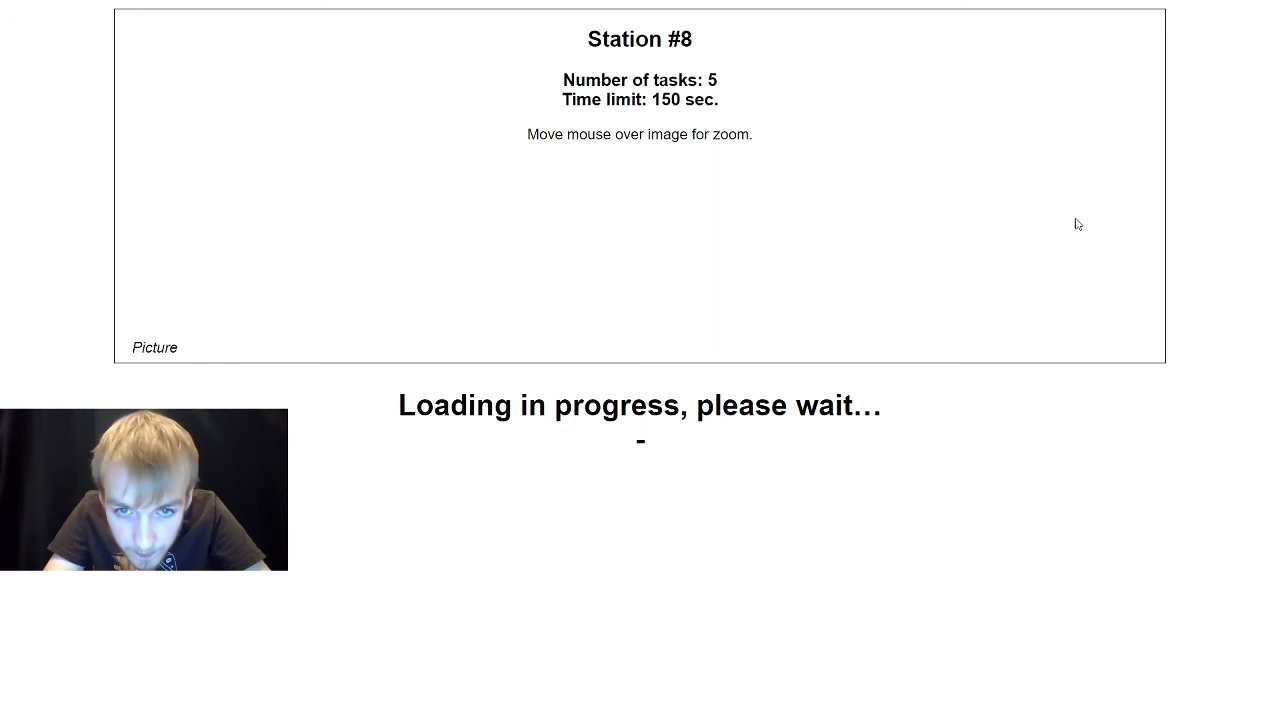 Station #8
Number of tasks: 5
Time limit: 150 sec.
Move mouse over image for zoom.
Picture
Loading in progress, please wait…
-